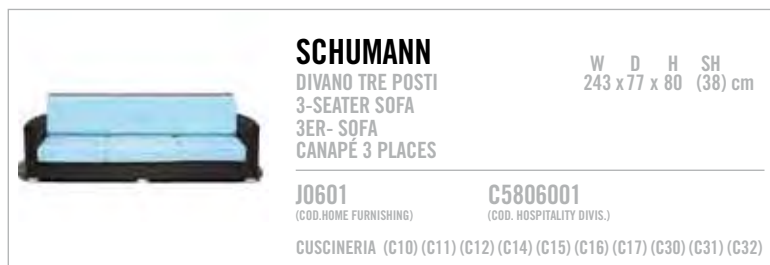 SCHUMANN
DIVANO TRE POSTI
3-SEATER SOFA
3ER- SOFA
CANAPÉ 3 PLACES
W D H SH
243 x 77 x 80 (38) cm
J0601
(COD.HOME FURNISHING)
C5806001
(COD. HOSPITALITY DIVIS.)
CUSCINERIA (C10) (C11) (C12) (C14) (C15) (C16) (C17) (C30) (C31) (C32)